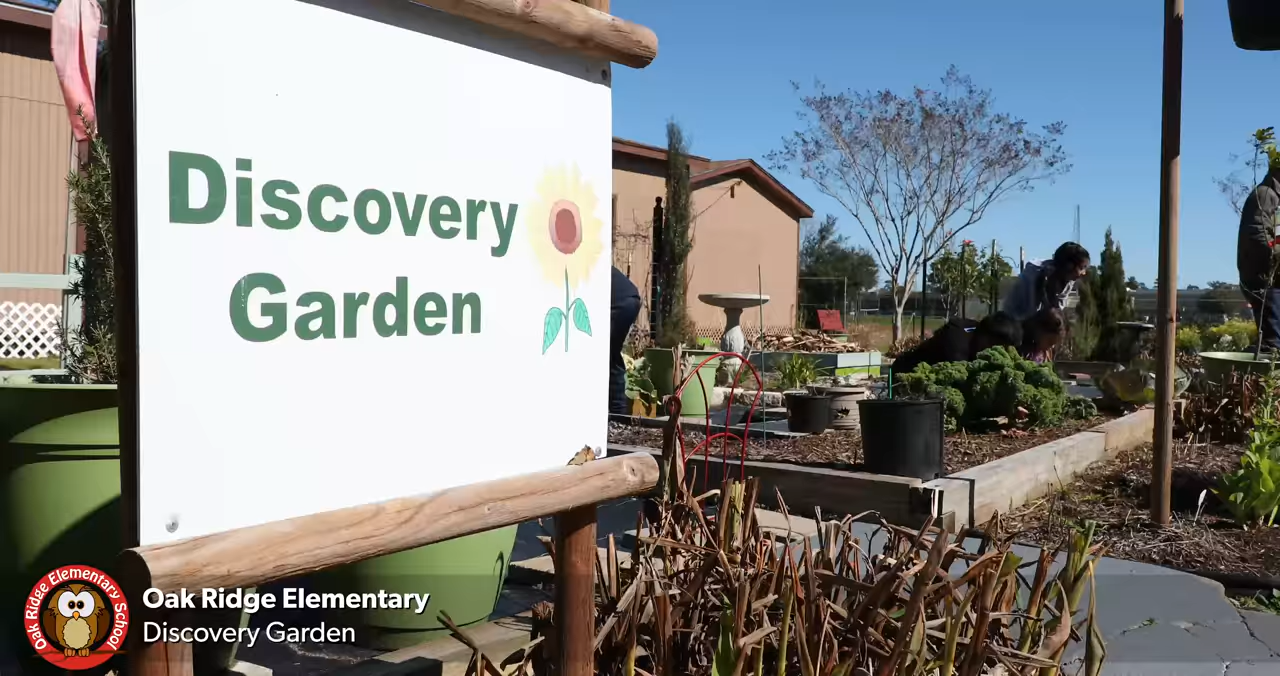 Discovery
Garden
Oak Ridge Elementary School
Oak Ridge Elementary
Discovery Garden